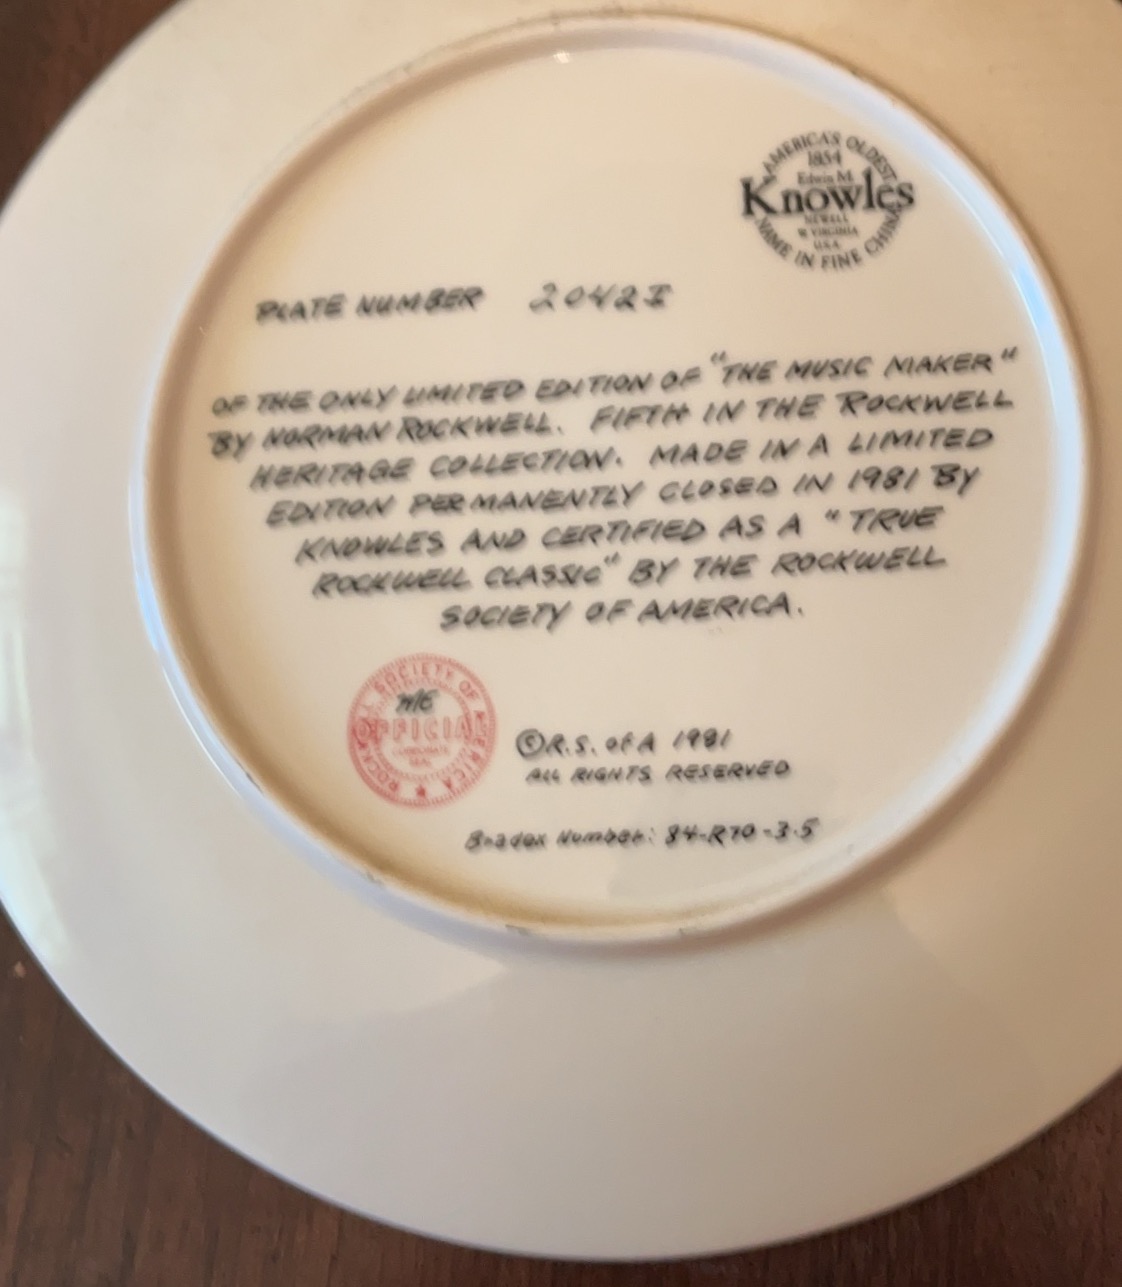 AMERICA'S OLDEST
1854
Edwin M.
Knowles
NEWELL
W VIRGINIA
U.S.A.
NAME IN FINE CHINA
PLATE NUMBER 2042I
OF THE ONLY LIMITED EDITION OF "THE MUSIC MAKER"
BY NORMAN ROCKWELL. FIFTH IN THE ROCKWELL
HERITAGE COLLECTION. MADE IN A LIMITED
EDITION PERMANENTLY CLOSED IN 1981 BY
KNOWLES AND CERTIFIED AS A "TRUE
ROCKWELL CLASSIC" BY THE ROCKWELL
SOCIETY OF AMERICA.
ROCKWELL SOCIETY OF AMERICA
OFFICIAL
SEAL
©R.S. OF A 1981
ALL RIGHTS RESERVED
Bradex Number: 84-R70-3.5